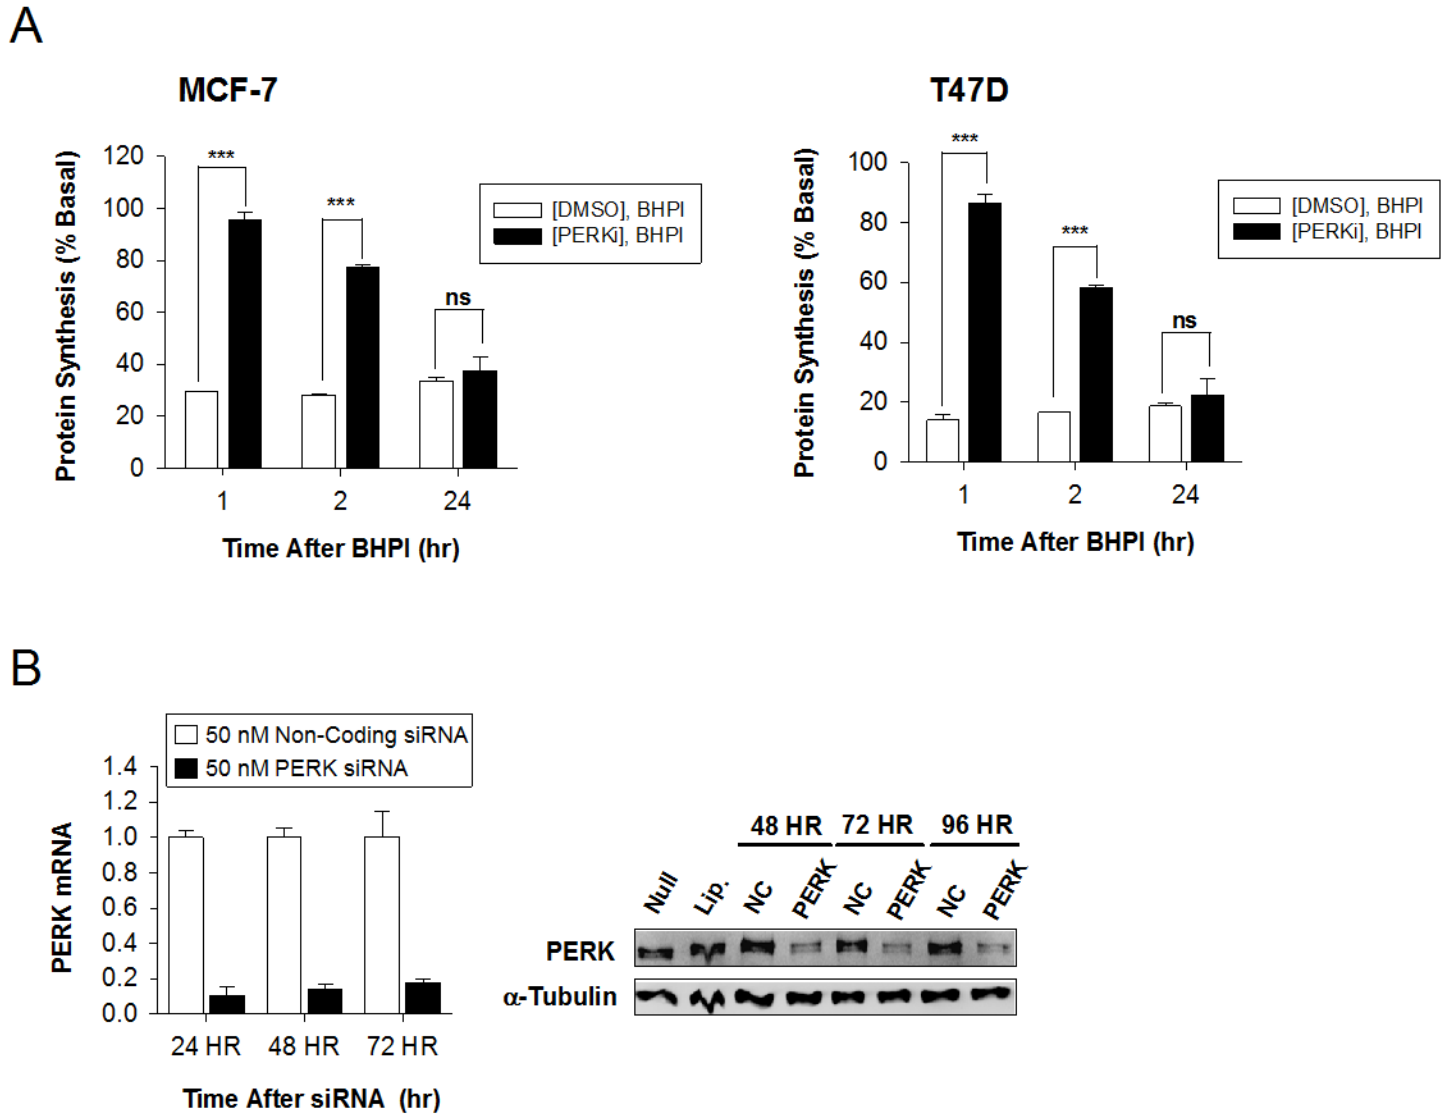 A
MCF-7
Protein Synthesis (% Basal)
120
100
80
60
40
20
0
***
***
ns
[DMSO], BHPI
[PERKi], BHPI
1 2 24
Time After BHPI (hr)
T47D
Protein Synthesis (% Basal)
100
80
60
40
20
0
***
***
ns
[DMSO], BHPI
[PERKi], BHPI
1 2 24
Time After BHPI (hr)
B
50 nM Non-Coding siRNA
50 nM PERK siRNA
PERK mRNA
1.4
1.2
1.0
0.8
0.6
0.4
0.2
0.0
24 HR 48 HR 72 HR
Time After siRNA (hr)
48 HR 72 HR 96 HR
Null Lip. NC PERK NC PERK NC PERK
PERK
α-Tubulin